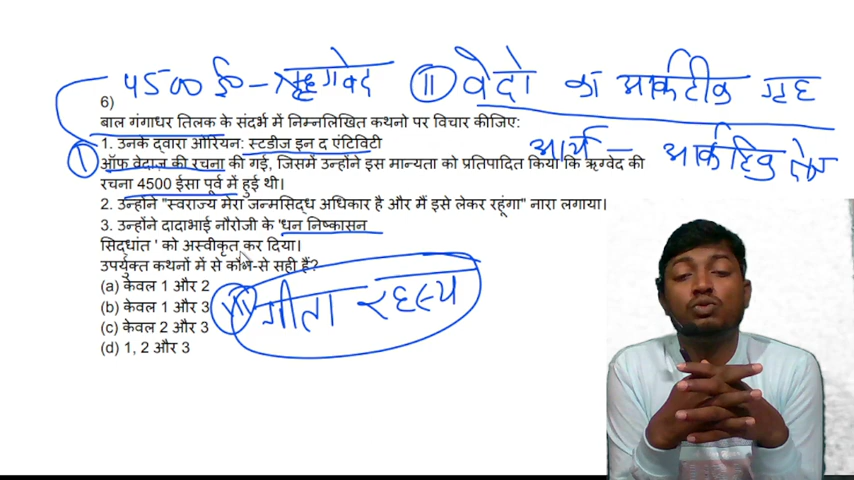 4500 ई० - ऋग्वेद (II) वेदो का आर्कटीक गृह
6)
बाल गंगाधर तिलक के संदर्भ में निम्नलिखित कथनो पर विचार कीजिए:
1. उनके द्वारा ओरियन: स्टडीज इन द एंटिविटी
आर्य - आर्कटिक
(I) ऑफ वेदाज़ की रचना की गई, जिसमें उन्होंने इस मान्यता को प्रतिपादित किया कि ऋग्वेद की
रचना 4500 ईसा पूर्व में हुई थी।
2. उन्होंने "स्वराज्य मेरा जन्मसिद्ध अधिकार है और मैं इसे लेकर रहूंगा" नारा लगाया।
3. उन्होंने दादाभाई नौरोजी के 'धन निष्कासन
सिद्धांत ' को अस्वीकृत कर दिया।
उपर्युक्त कथनों में से कौन-से सही हैं?
(a) केवल 1 और 2
(b) केवल 1 और 3
(III) गीता रहस्य
(c) केवल 2 और 3
(d) 1, 2 और 3